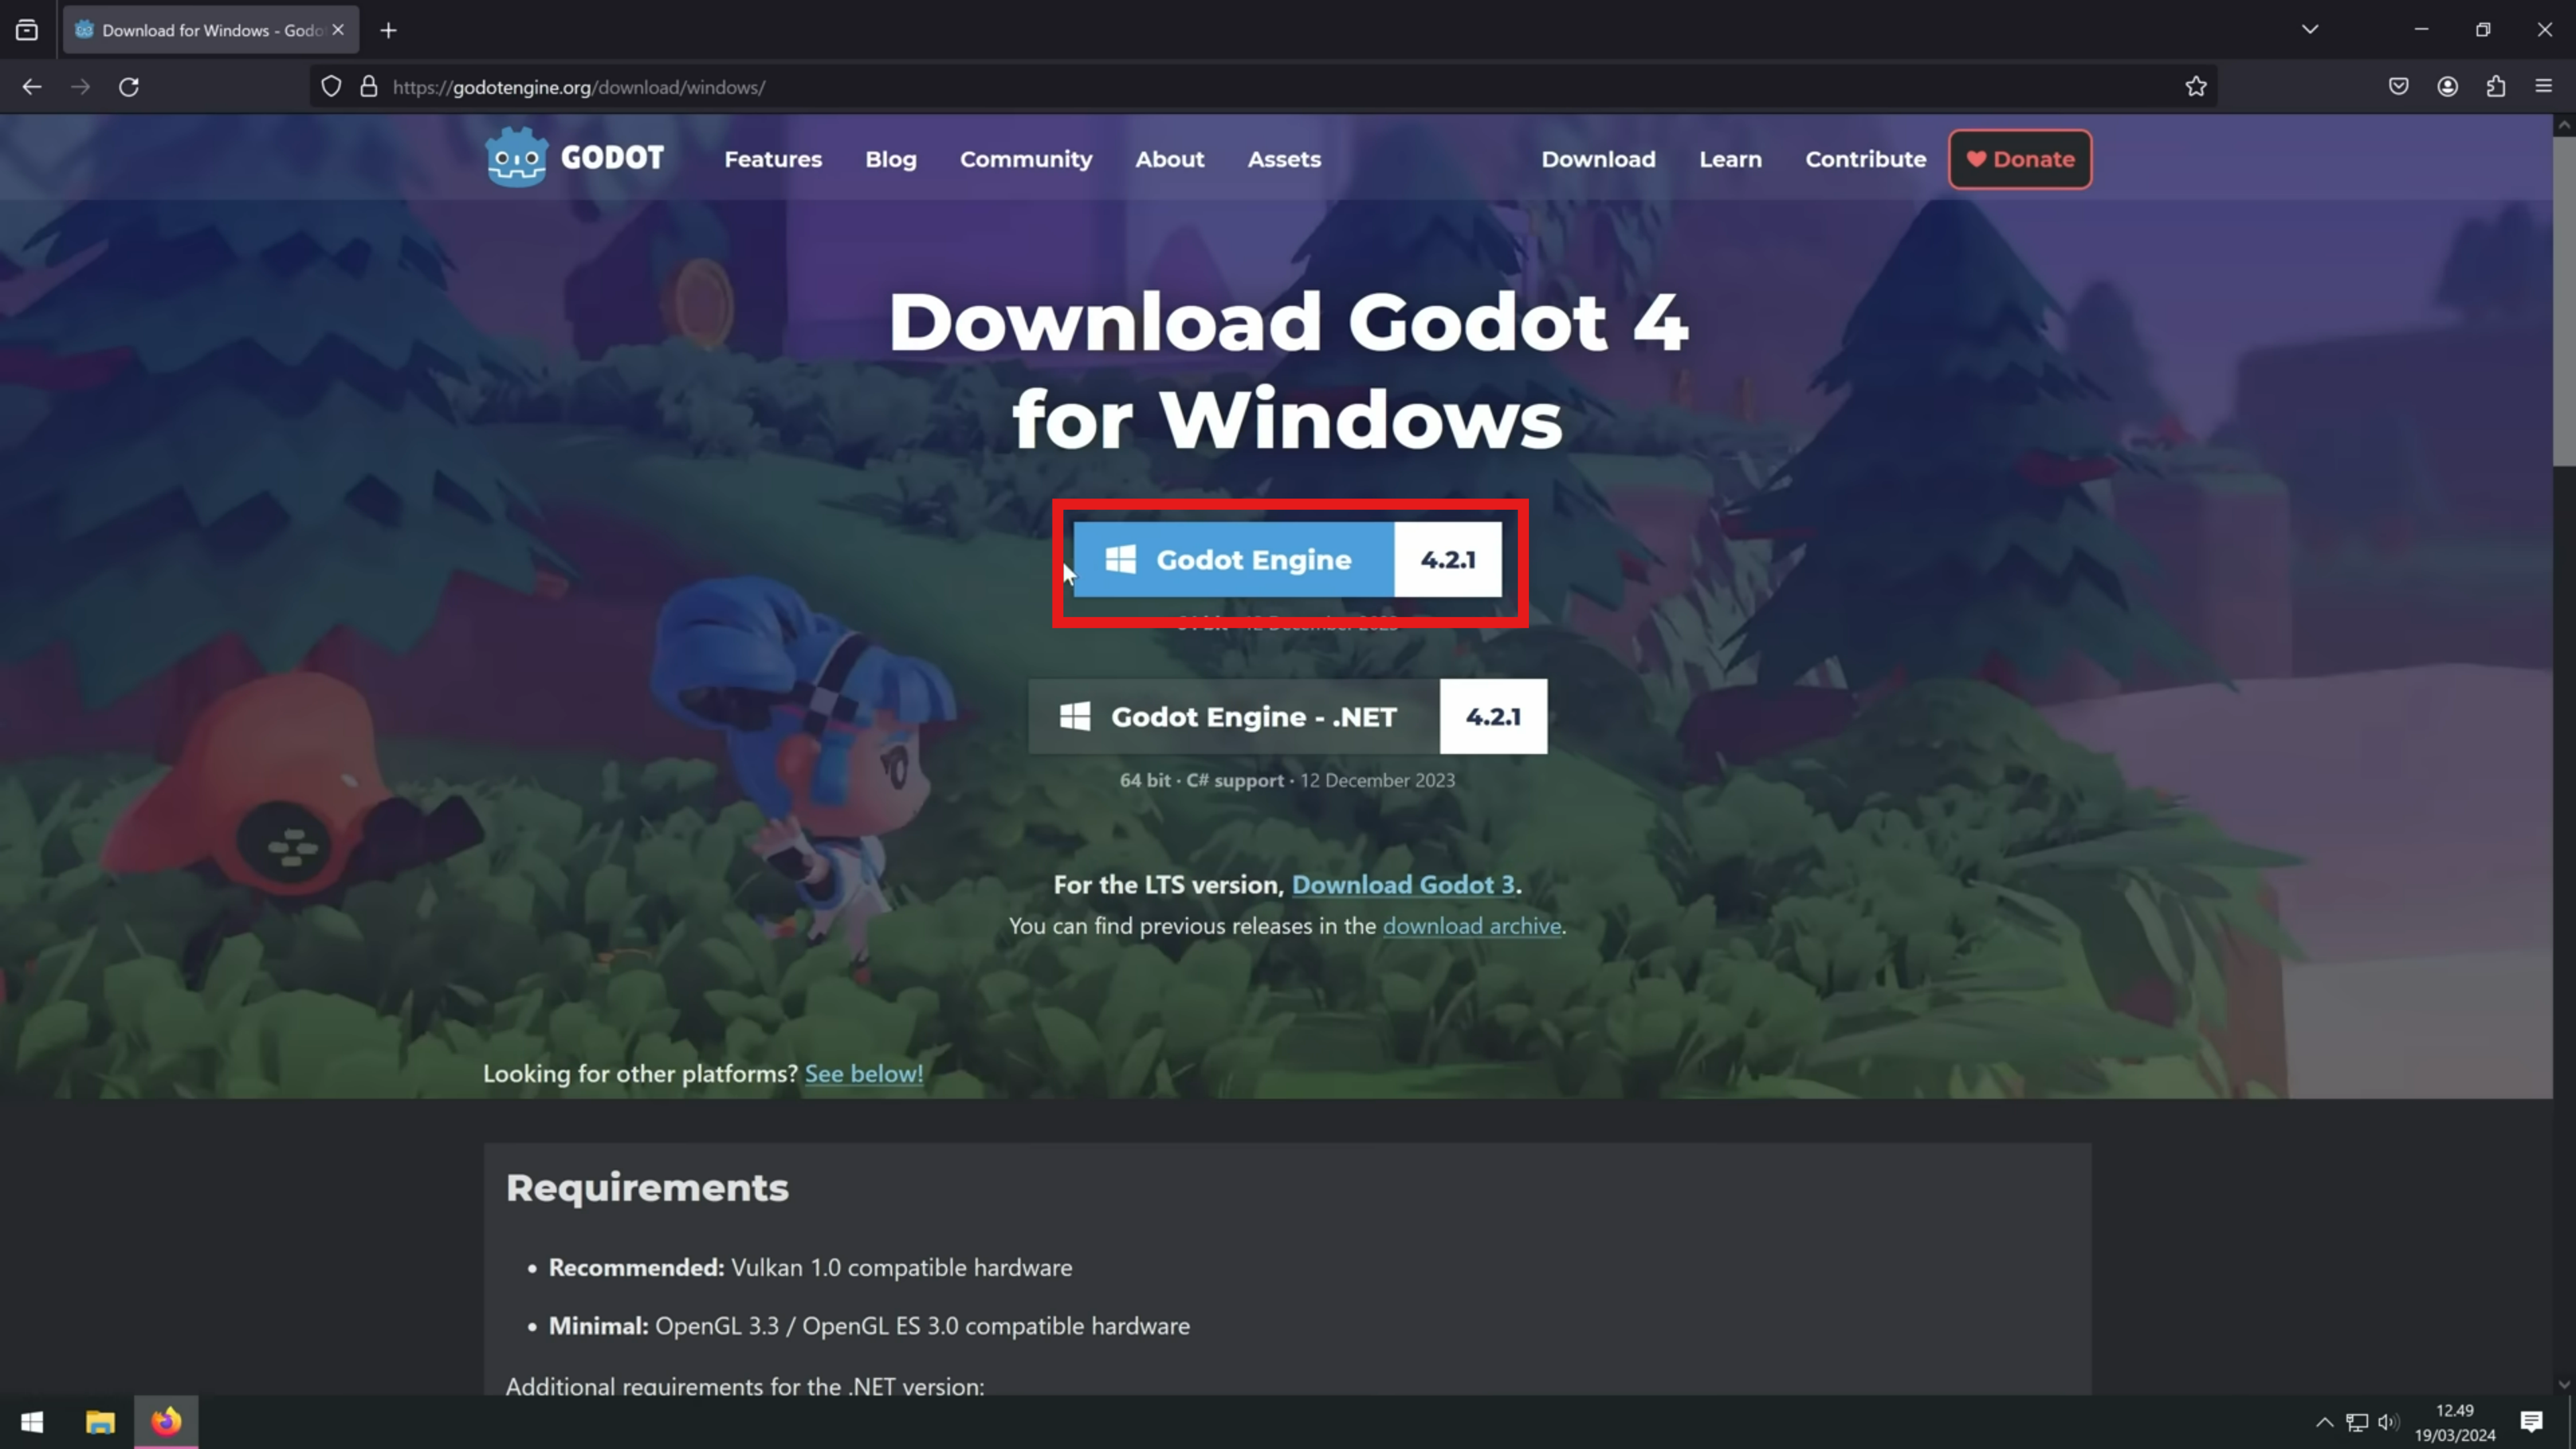 Download for Windows - Godo
https://godotengine.org/download/windows/
GODOT
Features
Blog
Community
About
Assets
Download
Learn
Contribute
Donate
Download Godot 4
for Windows
Godot Engine
4.2.1
Godot Engine - .NET
4.2.1
64 bit · C# support · 12 December 2023
For the LTS version, Download Godot 3.
You can find previous releases in the download archive.
Looking for other platforms? See below!
Requirements
• Recommended: Vulkan 1.0 compatible hardware
• Minimal: OpenGL 3.3 / OpenGL ES 3.0 compatible hardware
Additional requirements for the .NET version:
12.49
19/03/2024